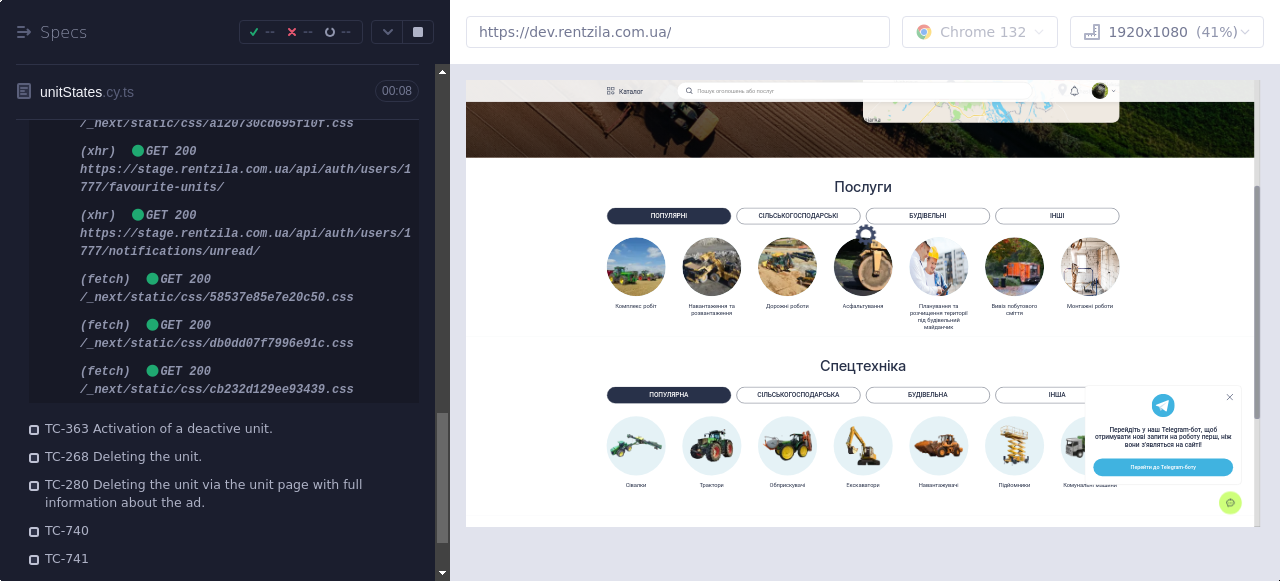 Specs
-- -- --
https://dev.rentzila.com.ua/
Chrome 132
1920x1080 (41%)
unitStates.cy.ts
00:08
/_next/static/css/a120730cd695f10f.css
(xhr) GET 200
https://stage.rentzila.com.ua/api/auth/users/1
777/favourite-units/
(xhr) GET 200
https://stage.rentzila.com.ua/api/auth/users/1
777/notifications/unread/
(fetch) GET 200
/_next/static/css/58537e85e7e20c50.css
(fetch) GET 200
/_next/static/css/db0dd07f7996e91c.css
(fetch) GET 200
/_next/static/css/cb232d129ee93439.css
TC-363 Activation of a deactive unit.
TC-268 Deleting the unit.
TC-280 Deleting the unit via the unit page with full
information about the ad.
TC-740
TC-741
Каталог
Пошук оголошень або послуг
Послуги
ПОПУЛЯРНІ
СІЛЬСЬКОГОСПОДАРСЬКІ
БУДІВЕЛЬНІ
ІНШІ
Комплекс робіт
Навантаження та
розвантаження
Дорожні роботи
Асфальтування
Планування та
розчищення території
під будівельний
майданчик
Вивіз побутового
сміття
Монтажні роботи
Спецтехніка
ПОПУЛЯРНА
СІЛЬСЬКОГОСПОДАРСЬКА
БУДІВЕЛЬНА
ІНША
Сівалки
Трактори
Обприскувачі
Екскаватори
Навантажувачі
Підйомники
Комунальні машини
Перейдіть у наш Telegram-бот, щоб
отримувати нові запити на роботу перш, ніж
вони з'являться на сайті!
Перейти до Telegram-боту